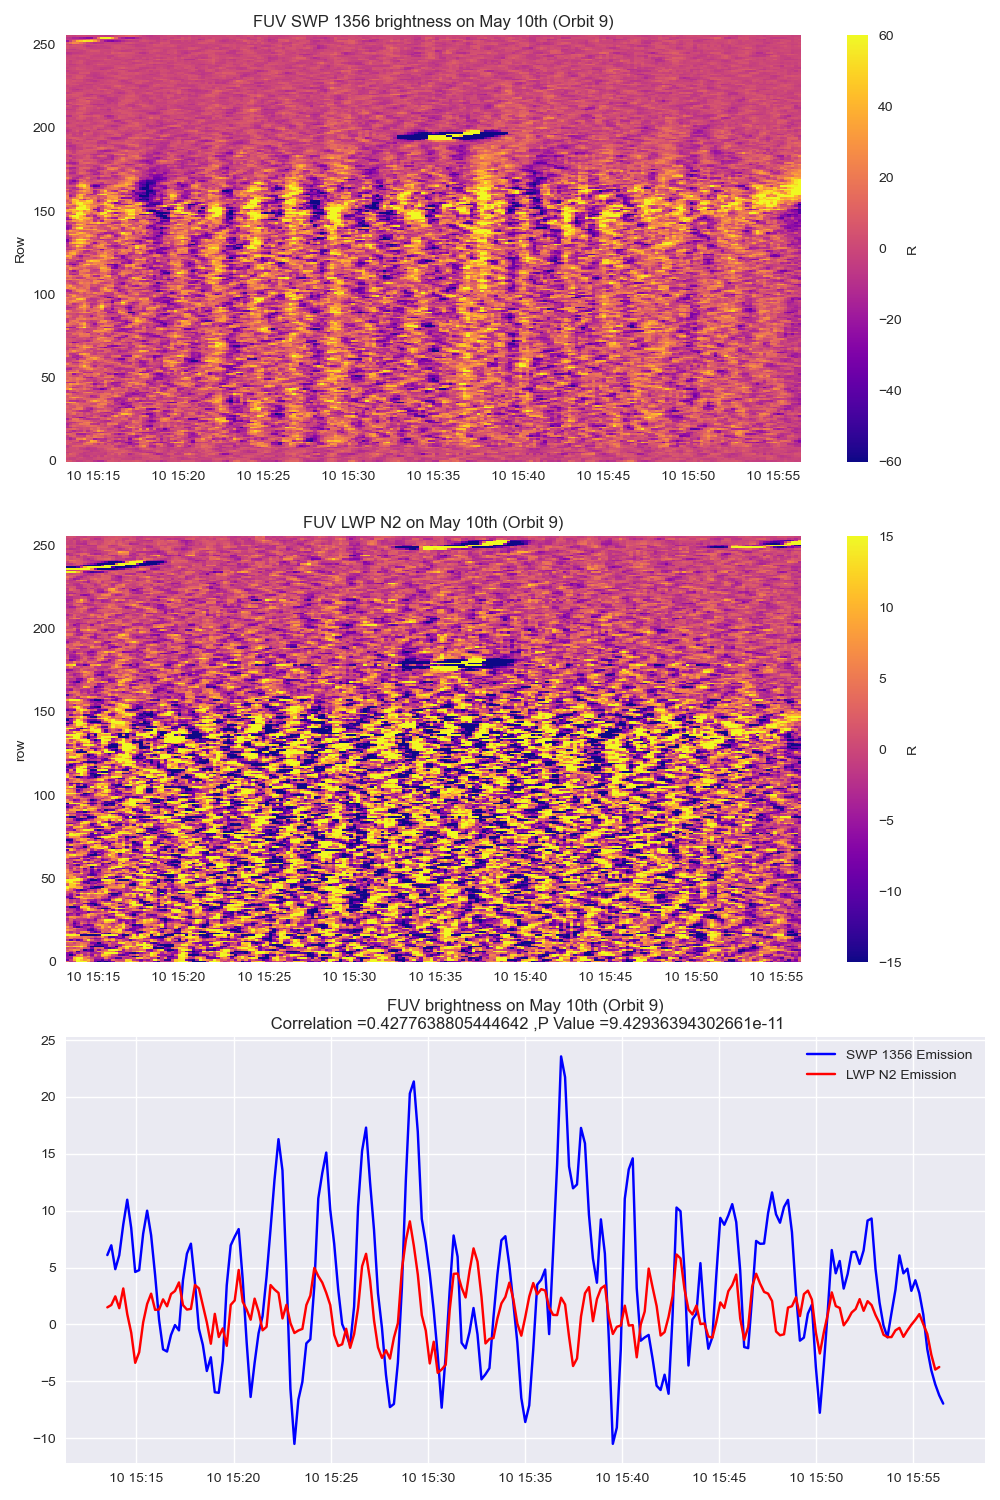 FUV SWP 1356 brightness on May 10th (Orbit 9)
250
200
150
100
50
0
Row
10 15:15 10 15:20 10 15:25 10 15:30 10 15:35 10 15:40 10 15:45 10 15:50 10 15:55
60
40
20
0
−20
−40
−60
R
FUV LWP N2 on May 10th (Orbit 9)
250
200
150
100
50
0
row
10 15:15 10 15:20 10 15:25 10 15:30 10 15:35 10 15:40 10 15:45 10 15:50 10 15:55
15
10
5
0
−5
−10
−15
R
FUV brightness on May 10th (Orbit 9)
Correlation =0.4277638805444642 ,P Value =9.42936394302661e-11
25
20
15
10
5
0
−5
−10
SWP 1356 Emission
LWP N2 Emission
10 15:15 10 15:20 10 15:25 10 15:30 10 15:35 10 15:40 10 15:45 10 15:50 10 15:55